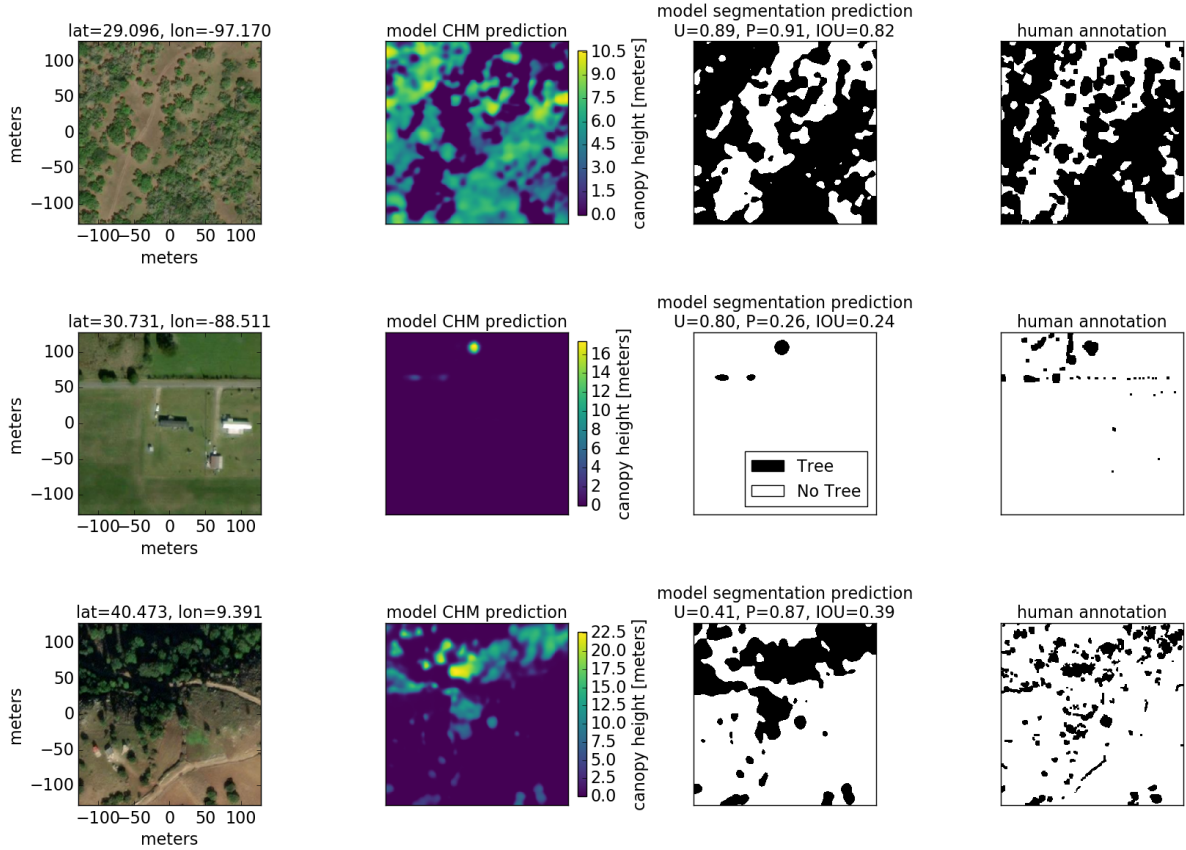 lat=29.096, lon=-97.170
model CHM prediction
model segmentation prediction
U=0.89, P=0.91, IOU=0.82
human annotation
meters
100
50
0
−50
−100
−100−50 0 50 100
meters
10.5
9.0
7.5
6.0
4.5
3.0
1.5
0.0
canopy height [meters]
lat=30.731, lon=-88.511
model CHM prediction
model segmentation prediction
U=0.80, P=0.26, IOU=0.24
human annotation
meters
100
50
0
−50
−100
−100−50 0 50 100
meters
16
14
12
10
8
6
4
2
0
canopy height [meters]
Tree
No Tree
lat=40.473, lon=9.391
model CHM prediction
model segmentation prediction
U=0.41, P=0.87, IOU=0.39
human annotation
meters
100
50
0
−50
−100
−100−50 0 50 100
meters
22.5
20.0
17.5
15.0
12.5
10.0
7.5
5.0
2.5
0.0
canopy height [meters]